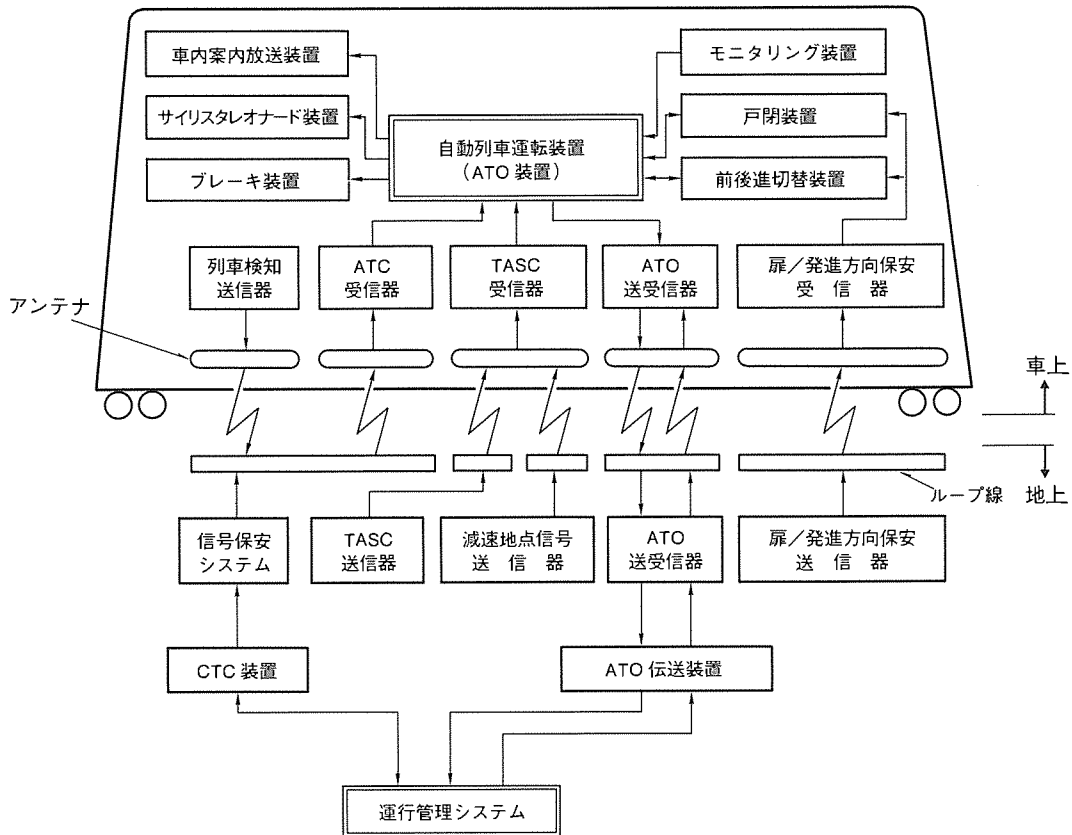 車内案内放送装置
モニタリング装置
サイリスタレオナード装置
戸閉装置
自動列車運転装置
(ATO 装置)
ブレーキ装置
前後進切替装置
列車検知
送信器
ATC
受信器
TASC
受信器
ATO
送受信器
扉/発進方向保安
受信器
アンテナ
車上
地上
ループ線
信号保安
システム
TASC
送信器
減速地点信号
送信器
ATO
送受信器
扉/発進方向保安
送信器
CTC 装置
ATO 伝送装置
運行管理システム